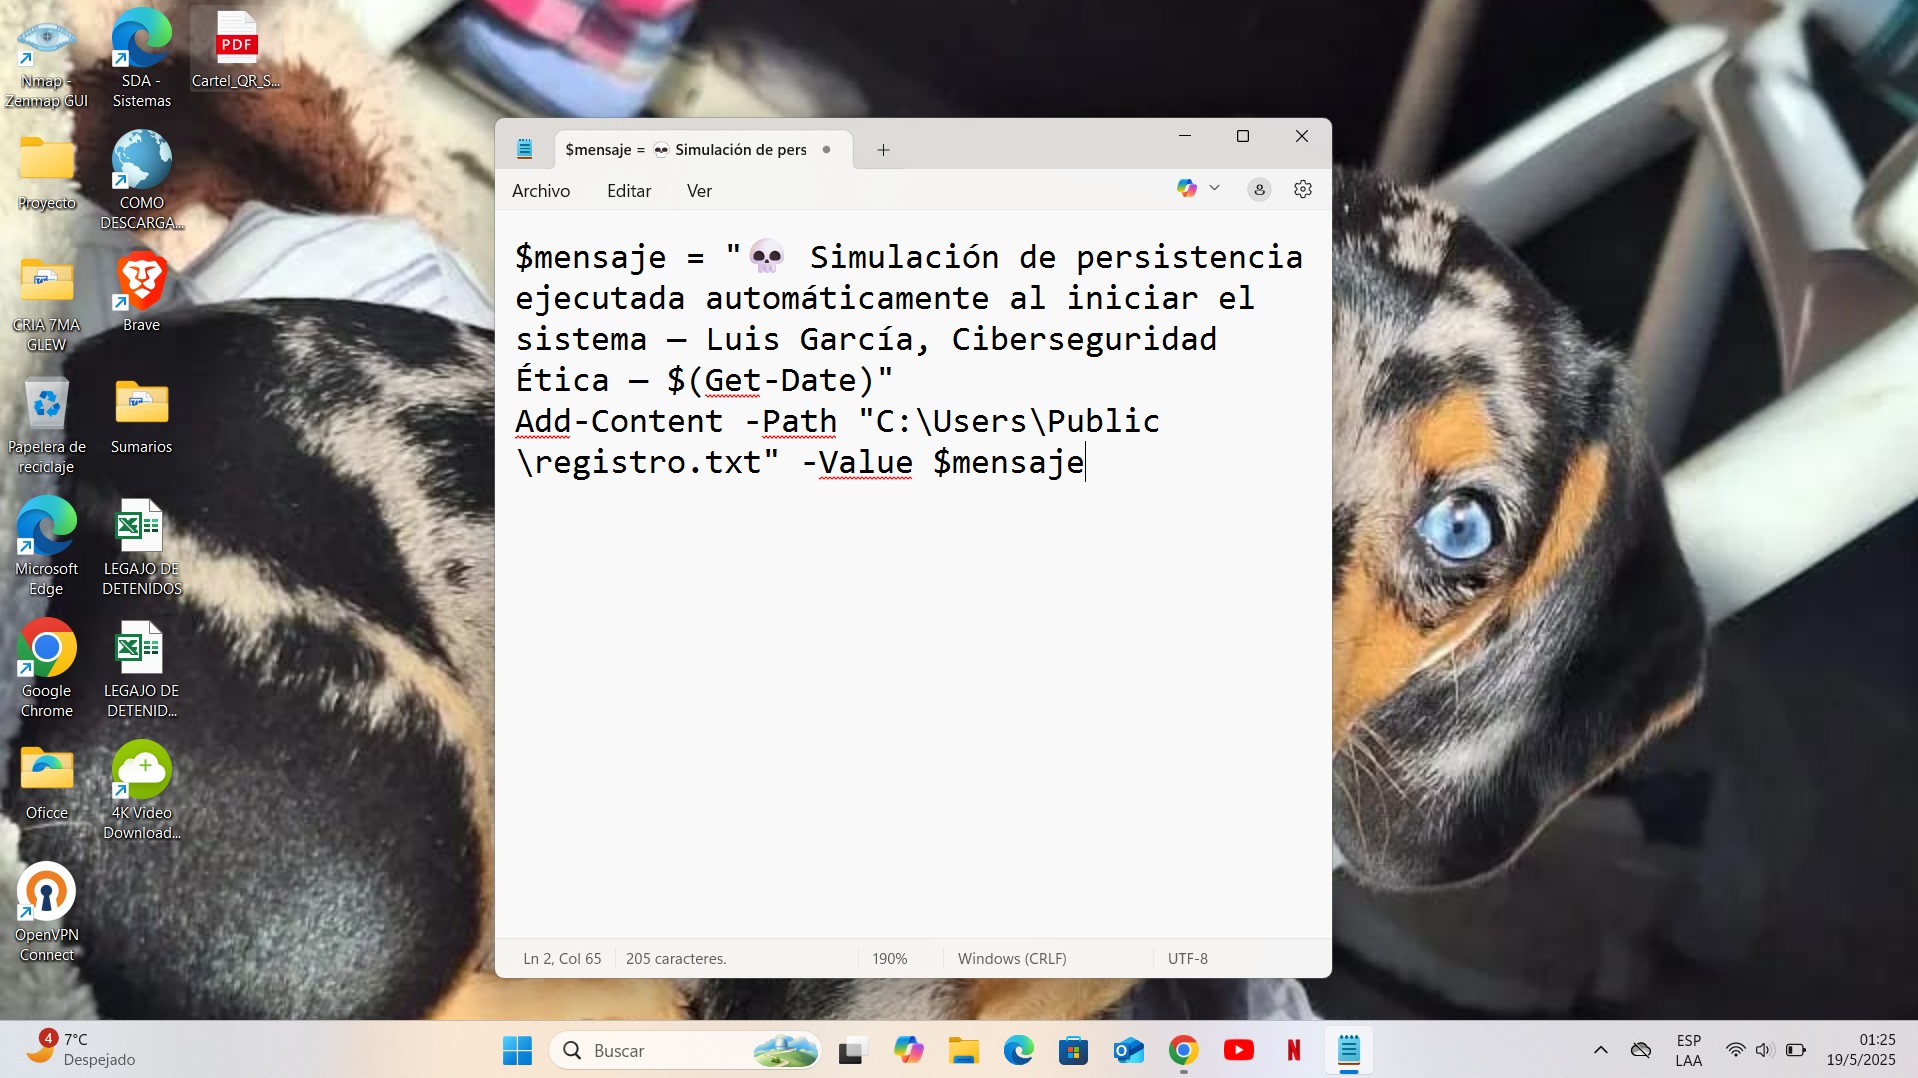 Nmap -
Zenmap GUI
SDA -
Sistemas
PDF
Cartel_QR_S...
Proyecto
COMO
DESCARGA...
CRIA 7MA
GLEW
Brave
Papelera de
reciclaje
Sumarios
Microsoft
Edge
LEGAJO DE
DETENIDOS
Google
Chrome
LEGAJO DE
DETENID...
Oficce
4K Video
Download...
OpenVPN
Connect
$mensaje = 💀 Simulación de pers
Archivo Editar Ver
$mensaje = "💀 Simulación de persistencia
ejecutada automáticamente al iniciar el
sistema — Luis García, Ciberseguridad
Ética — $(Get-Date)"
Add-Content -Path "C:\Users\Public
\registro.txt" -Value $mensaje
Ln 2, Col 65 205 caracteres. 190% Windows (CRLF) UTF-8
4 7°C
Despejado
Buscar
ESP
LAA
01:25
19/5/2025